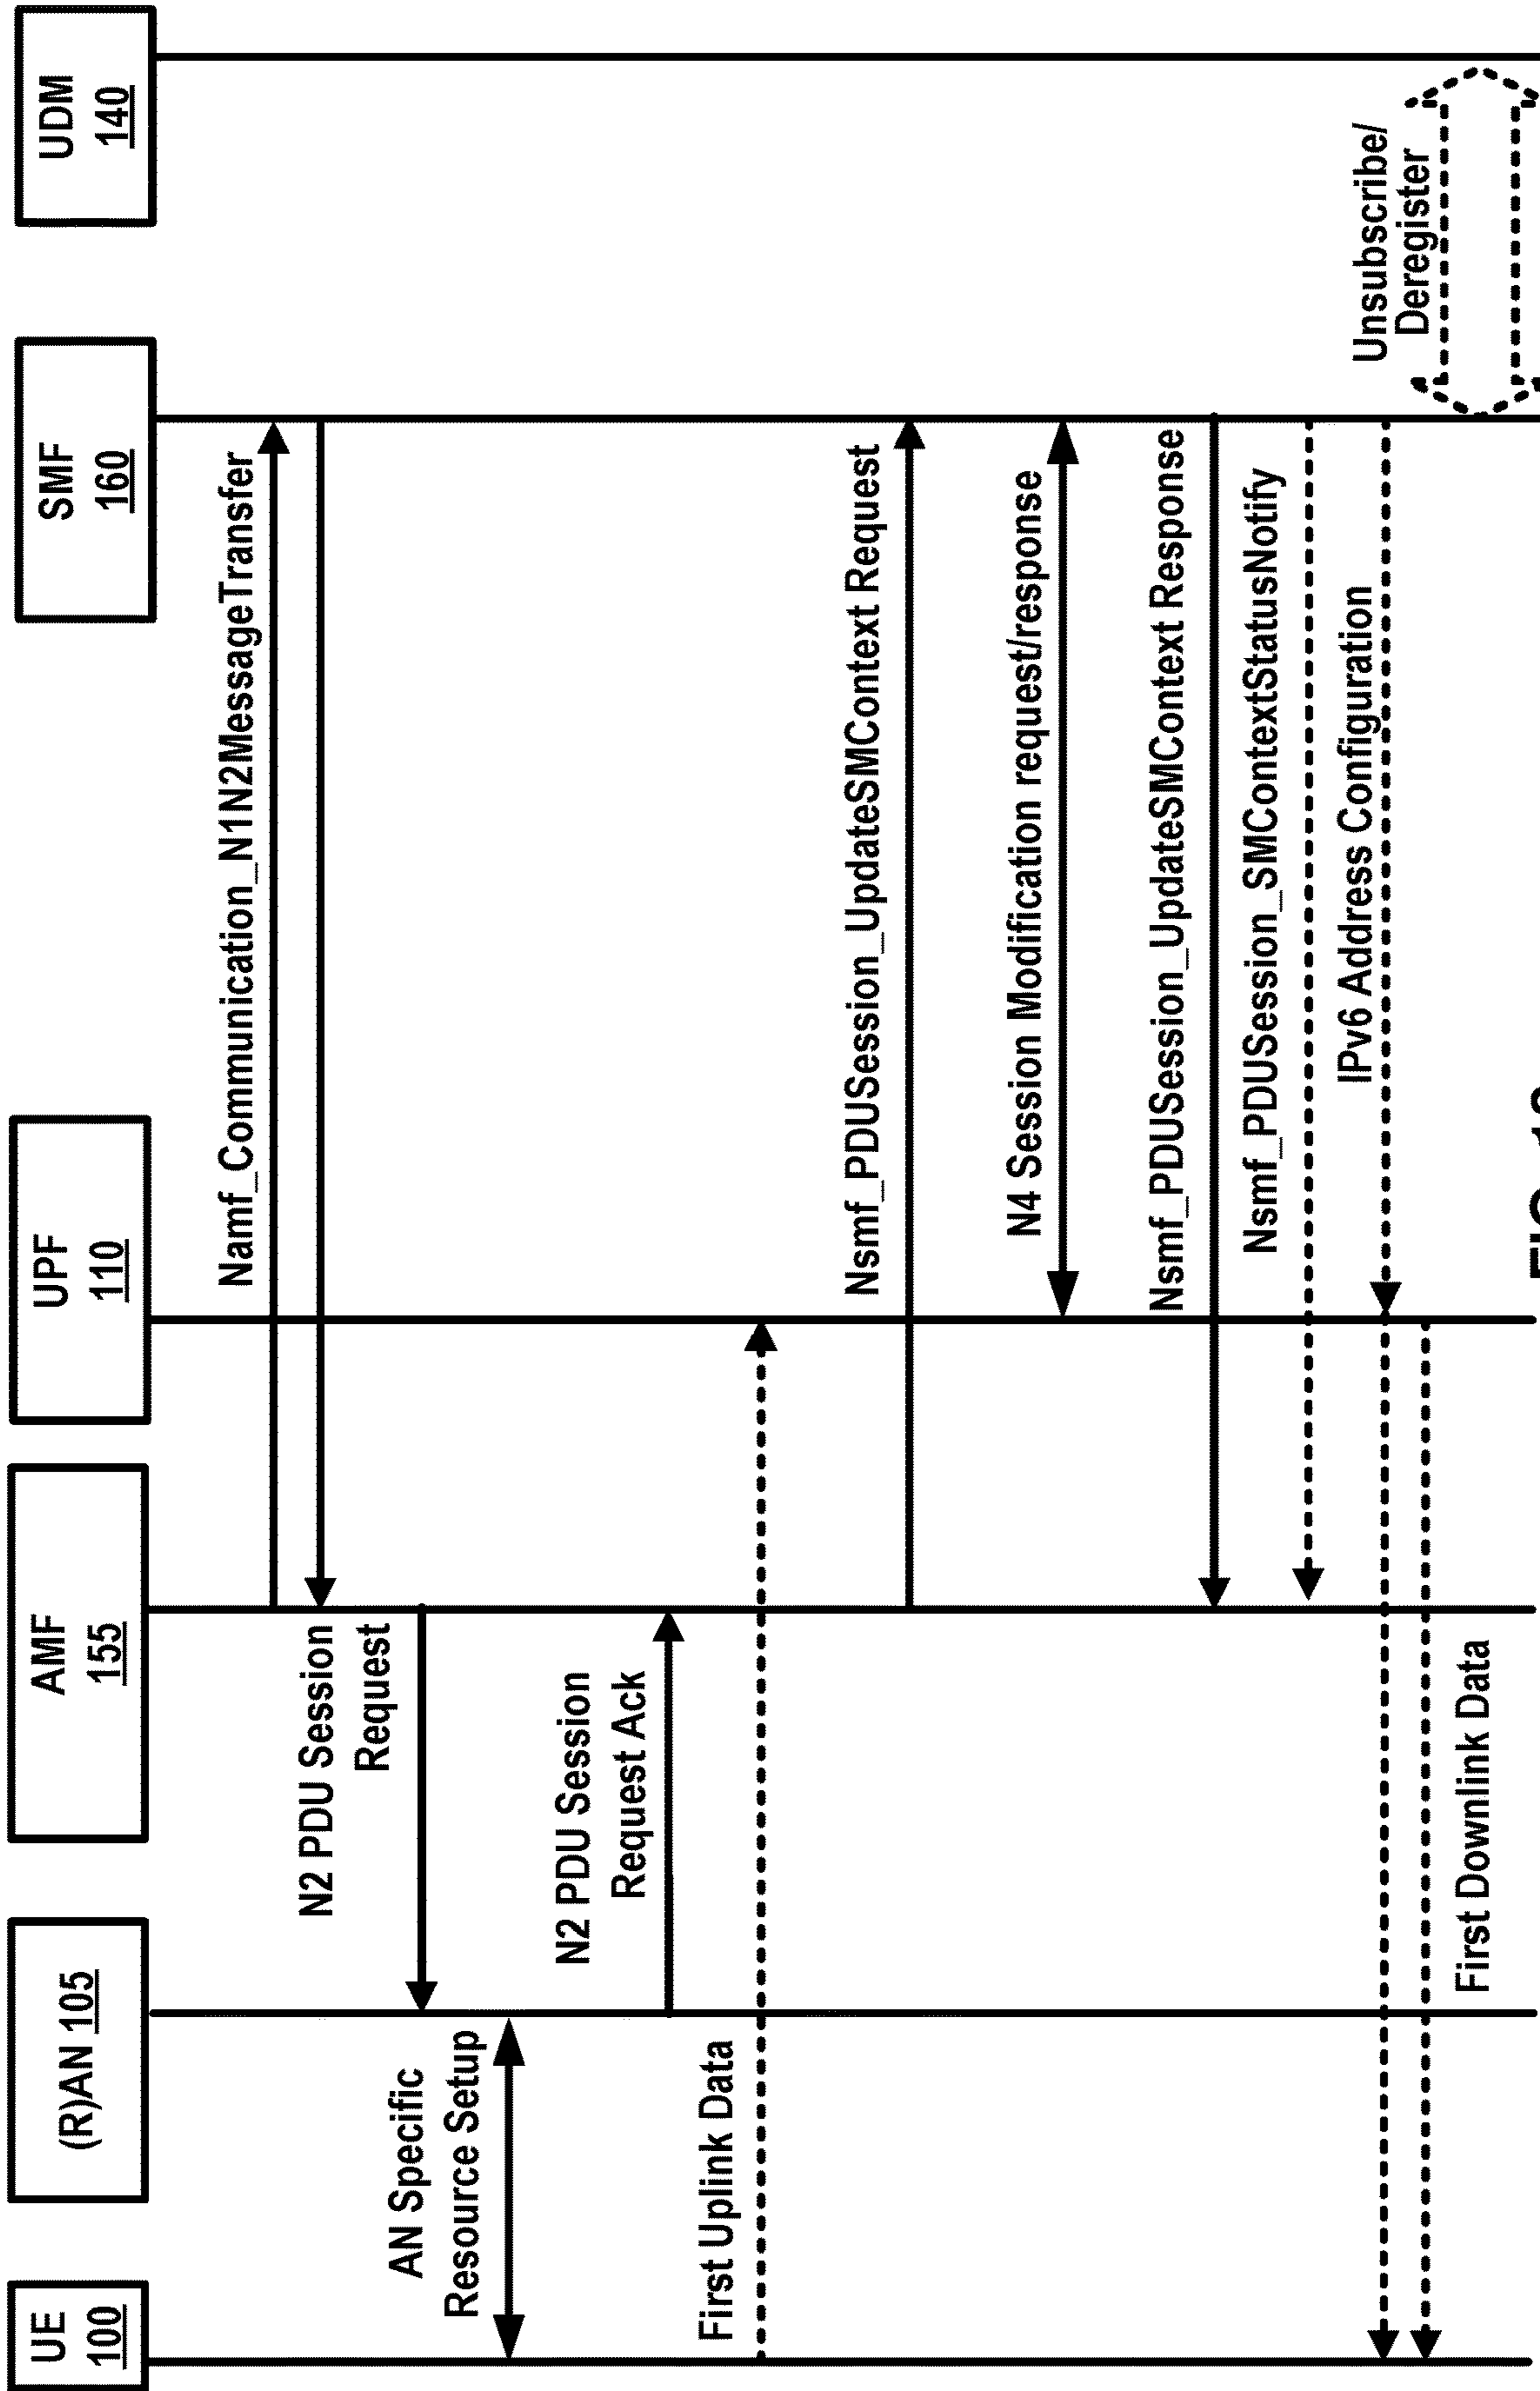 UE
100
(R)AN 105
AMF
155
UPF
110
SMF
160
UDM
140
Namf_Communication_N1N2MessageTransfer
N2 PDU Session
Request
AN Specific
Resource Setup
N2 PDU Session
Request Ack
First Uplink Data
Nsmf_PDUSession_UpdateSMContext Request
N4 Session Modification request/response
Nsmf_PDUSession_UpdateSMContext Response
Nsmf_PDUSession_SMContextStatusNotify
IPv6 Address Configuration
Unsubscribe/
Deregister
First Downlink Data